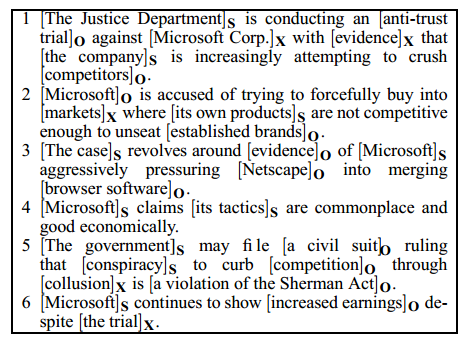 1 [The Justice Department]S is conducting an [anti-trust
trial]O against [Microsoft Corp.]X with [evidence]X that
[the company]S is increasingly attempting to crush
[competitors]O.
2 [Microsoft]O is accused of trying to forcefully buy into
[markets]X where [its own products]S are not competitive
enough to unseat [established brands]O.
3 [The case]S revolves around [evidence]O of [Microsoft]S
aggressively pressuring [Netscape]O into merging
[browser software]O.
4 [Microsoft]S claims [its tactics]S are commonplace and
good economically.
5 [The government]S may file [a civil suit]O ruling
that [conspiracy]S to curb [competition]O through
[collusion]X is [a violation of the Sherman Act]O.
6 [Microsoft]S continues to show [increased earnings]O de-
spite [the trial]X.